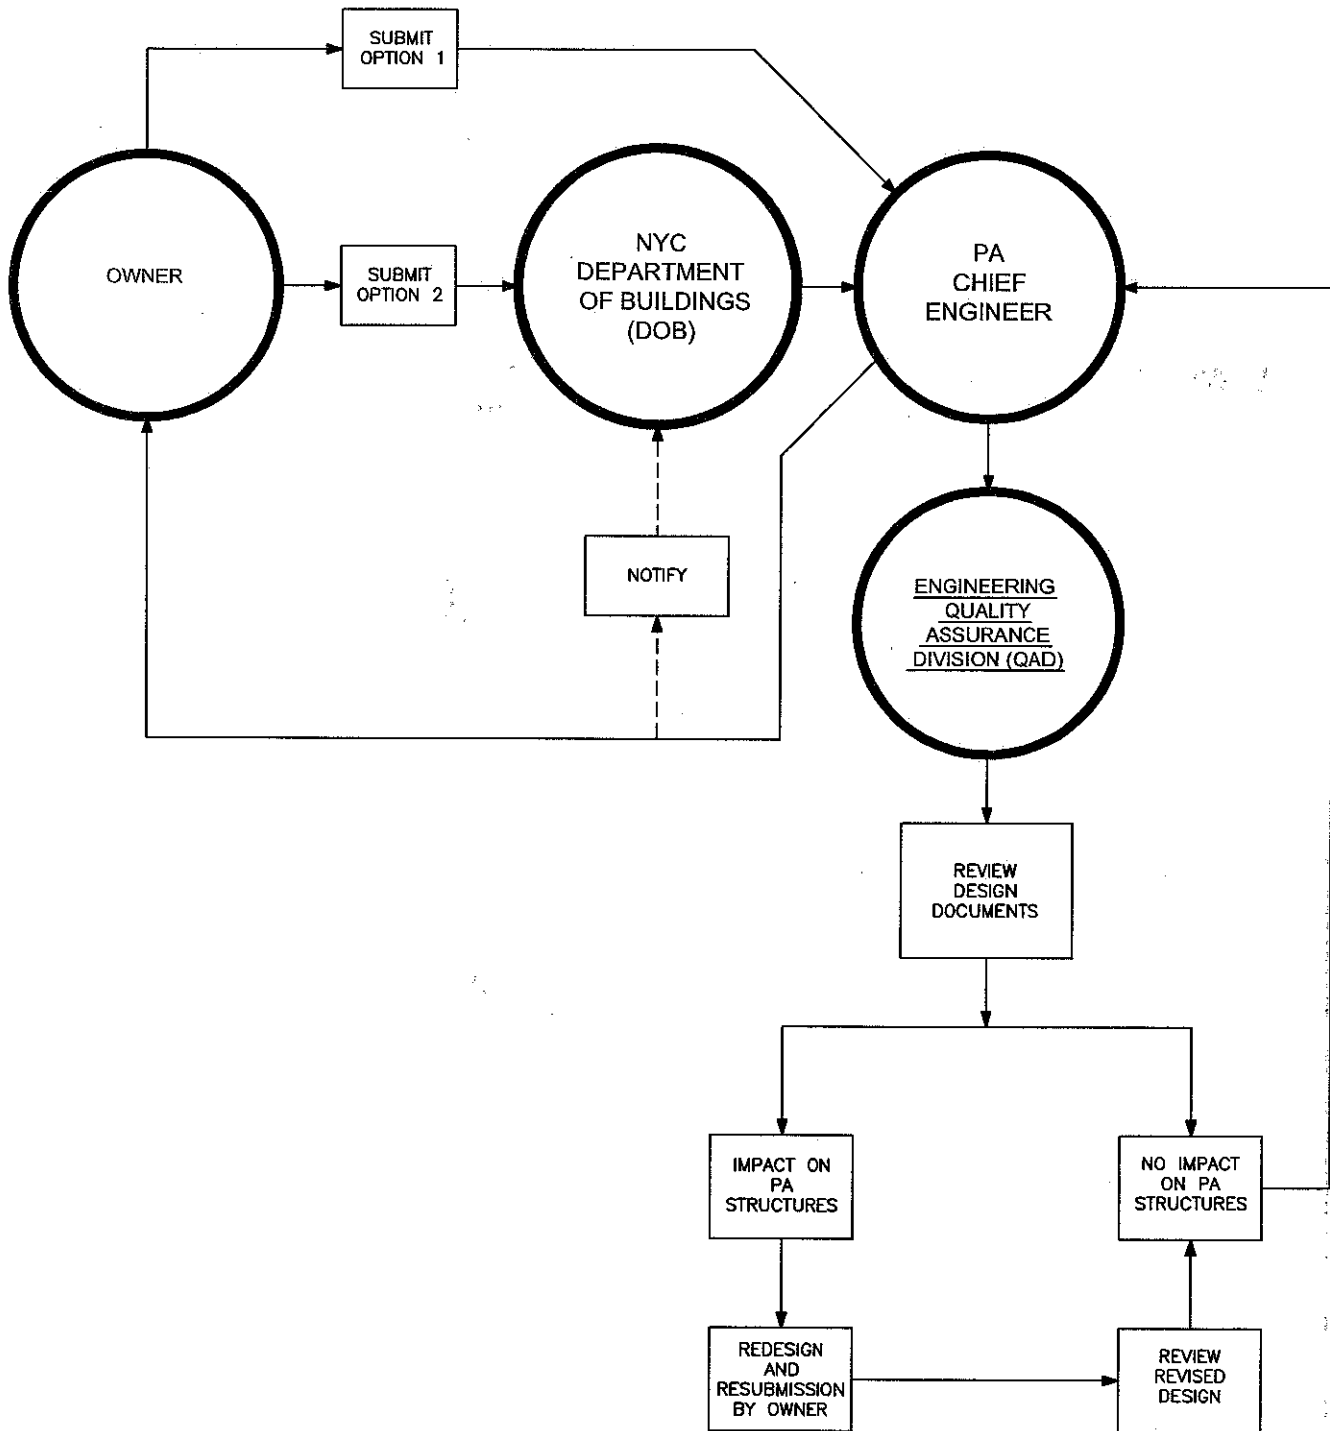 SUBMIT
OPTION 1
OWNER
SUBMIT
OPTION 2
NYC
DEPARTMENT
OF BUILDINGS
(DOB)
PA
CHIEF
ENGINEER
NOTIFY
ENGINEERING
QUALITY
ASSURANCE
DIVISION (QAD)
REVIEW
DESIGN
DOCUMENTS
IMPACT ON
PA
STRUCTURES
NO IMPACT
ON PA
STRUCTURES
REDESIGN
AND
RESUBMISSION
BY OWNER
REVIEW
REVISED
DESIGN